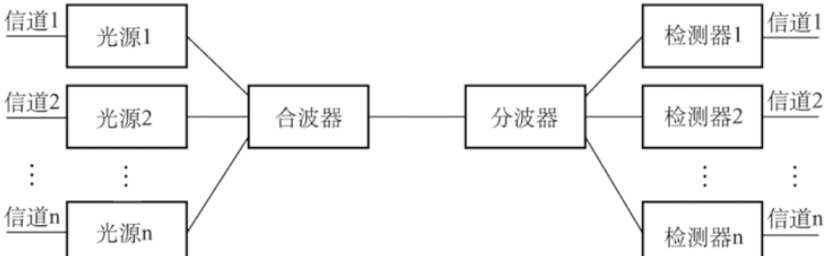 信道1 光源1 检测器1 信道1
信道2 光源2 合波器 分波器 检测器2 信道2
⋮ ⋮ ⋮ ⋮
信道n 光源n 检测器n 信道n